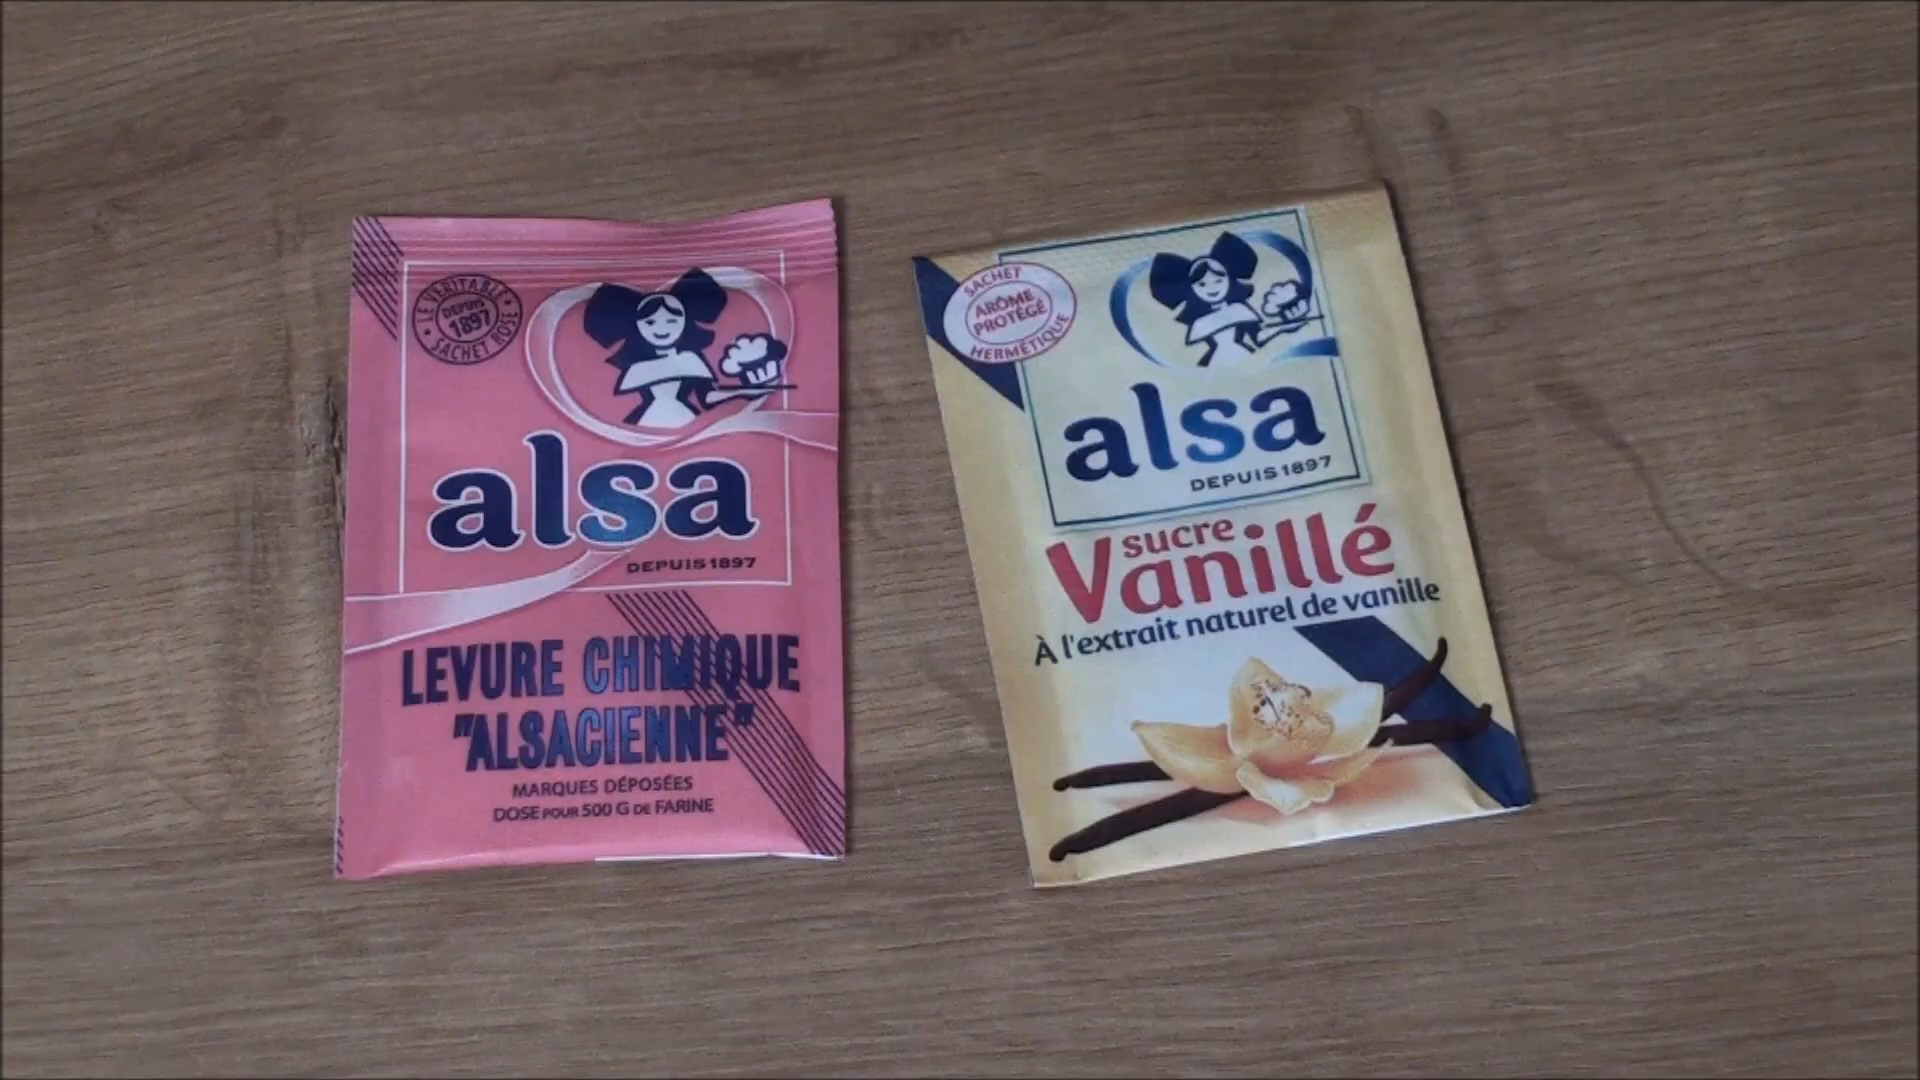 LE VÉRITABLE
DEPUIS
1897
SACHET ROSE
alsa
DEPUIS 1897
LEVURE CHIMIQUE
"ALSACIENNE"
MARQUES DÉPOSÉES
DOSE POUR 500 G DE FARINE
SACHET
ARÔME
PROTÉGÉ
HERMÉTIQUE
alsa
DEPUIS 1897
sucre
Vanillé
À l'extrait naturel de vanille